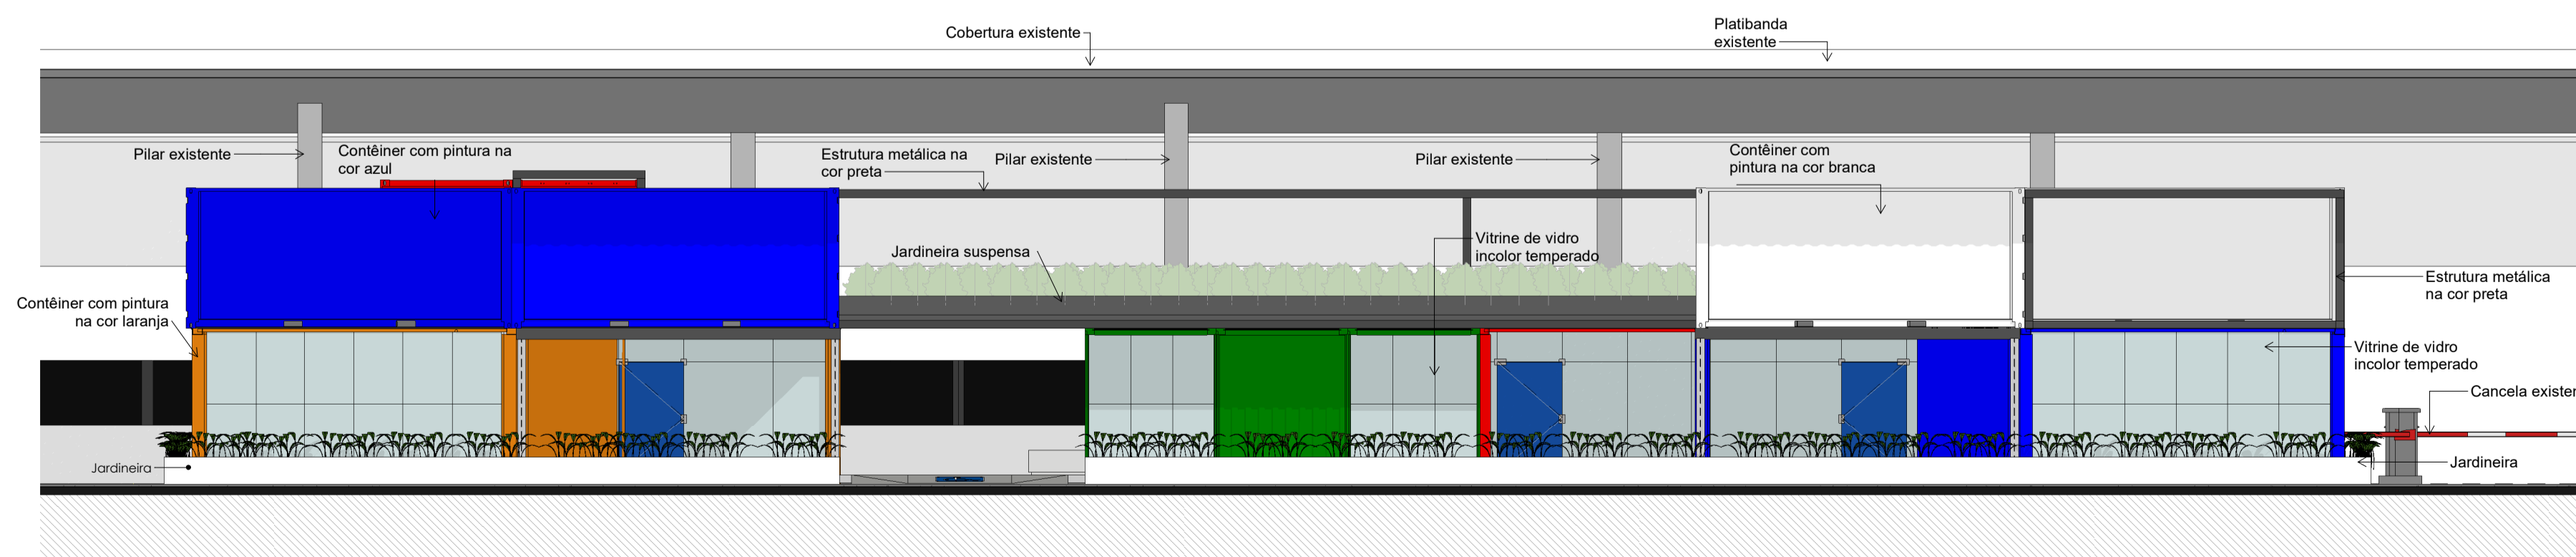 Platibanda
existente
Cobertura existente
Pilar existente
Contêiner com pintura na
cor azul
Estrutura metálica na
cor preta
Pilar existente
Pilar existente
Contêiner com
pintura na cor branca
Jardineira suspensa
Vitrine de vidro
incolor temperado
Contêiner com pintura
na cor laranja
Estrutura metálica
na cor preta
Vitrine de vidro
incolor temperado
Cancela existen
Jardineira
Jardineira